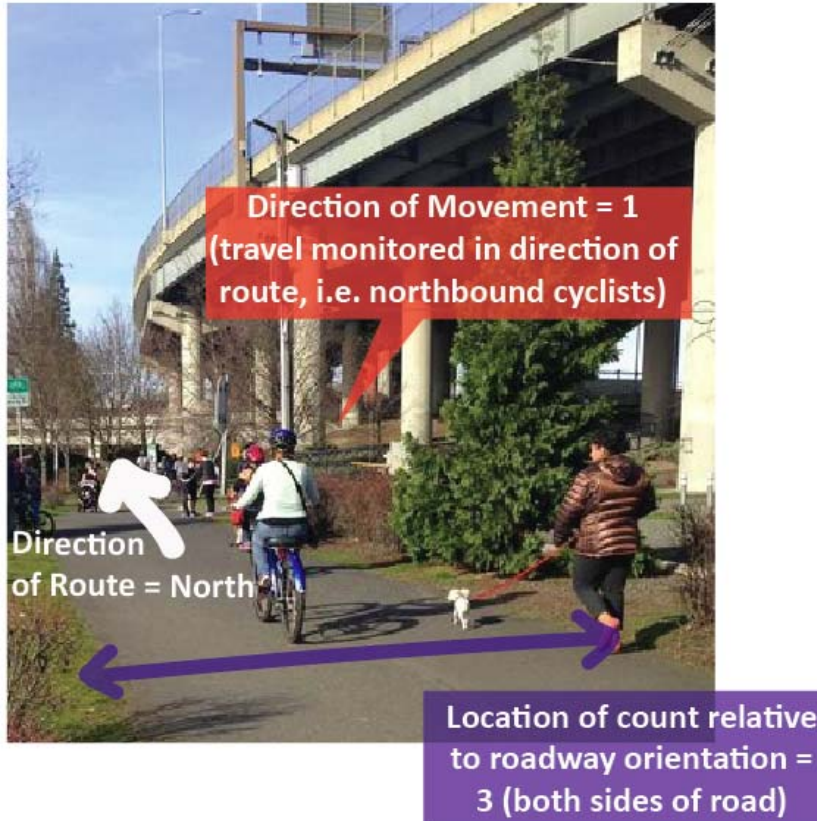 Direction of Movement = 1
(travel monitored in direction of
route, i.e. northbound cyclists)
Direction
of Route = North
Location of count relative
to roadway orientation =
3 (both sides of road)